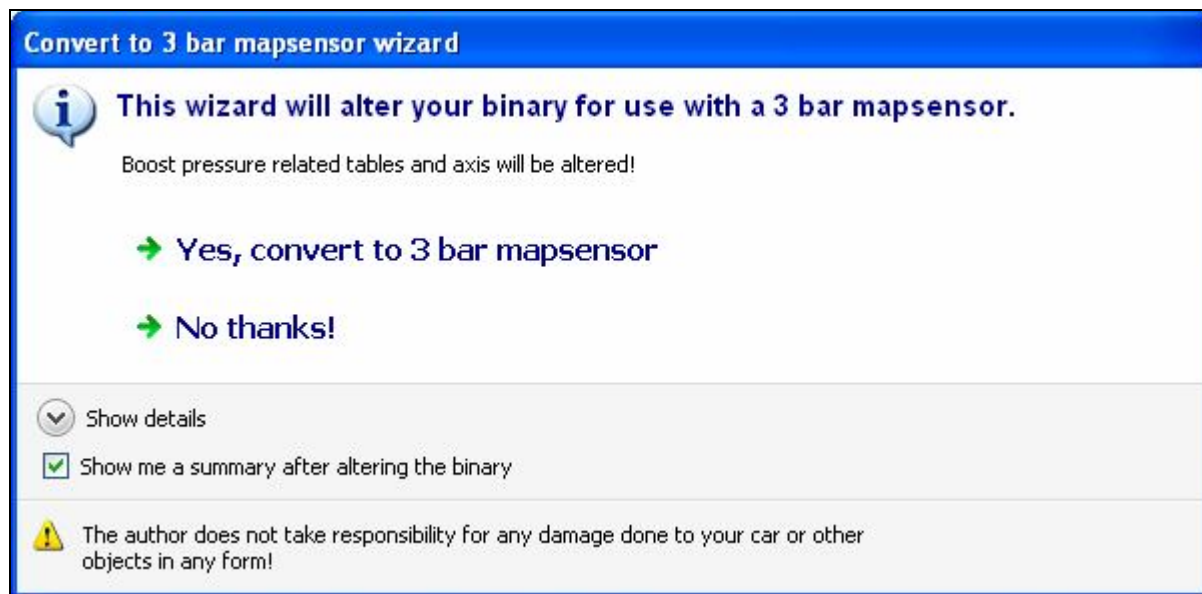 Convert to 3 bar mapsensor wizard
This wizard will alter your binary for use with a 3 bar mapsensor.
Boost pressure related tables and axis will be altered!
Yes, convert to 3 bar mapsensor
No thanks!
Show details
Show me a summary after altering the binary
The author does not take responsibility for any damage done to your car or other
objects in any form!